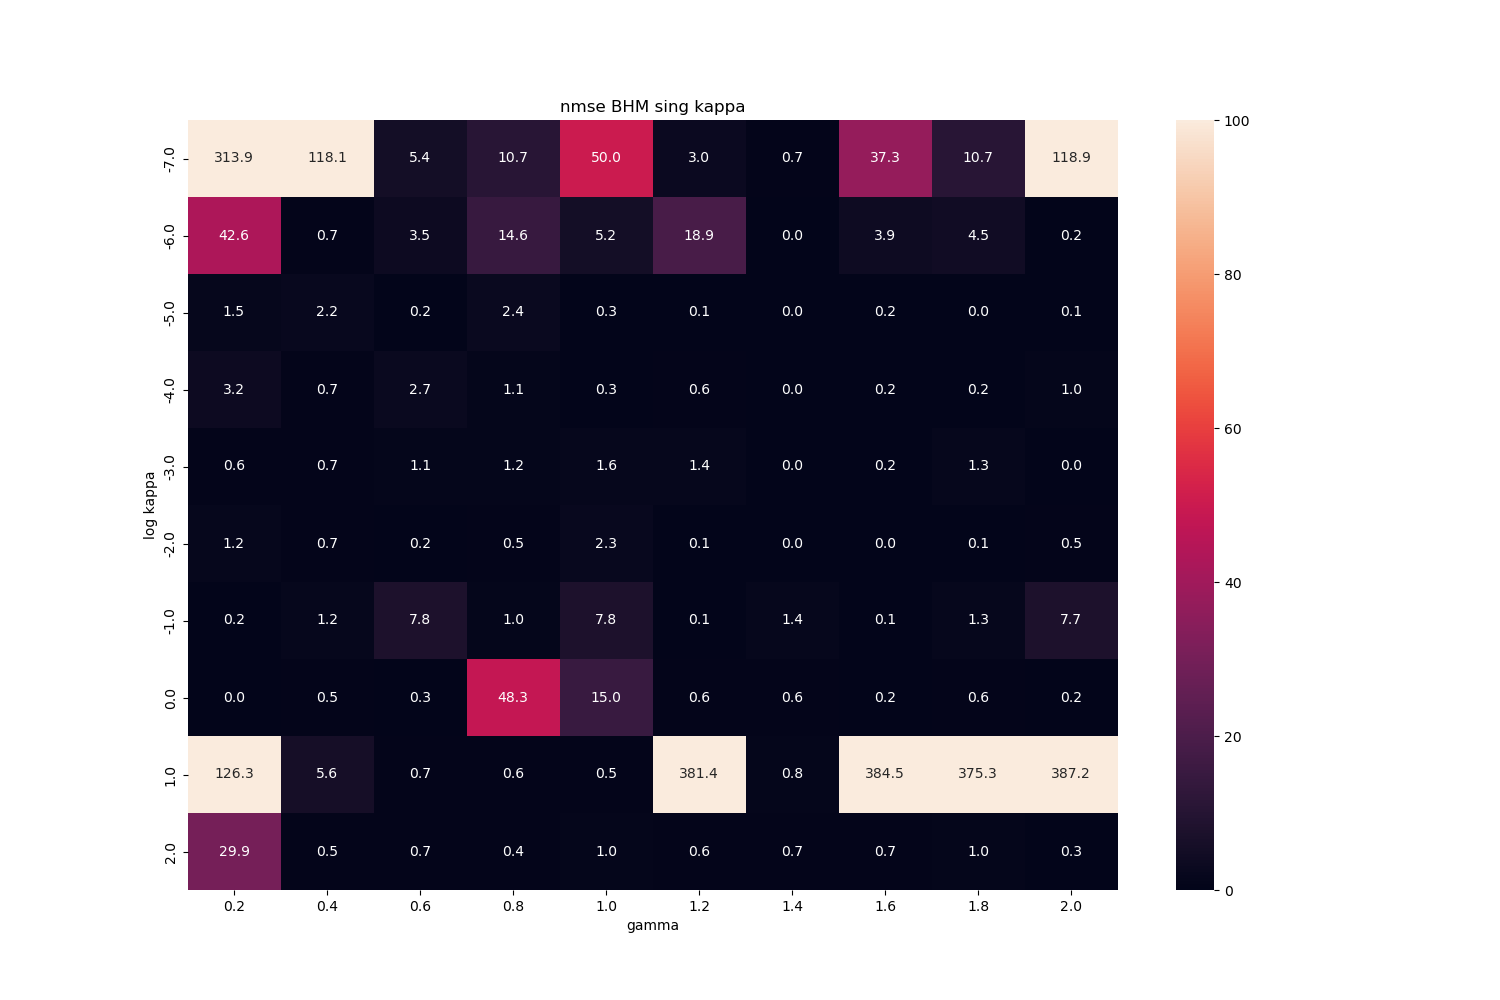 nmse BHM sing kappa
-7.0 313.9 118.1 5.4 10.7 50.0 3.0 0.7 37.3 10.7 118.9 100
-6.0 42.6 0.7 3.5 14.6 5.2 18.9 0.0 3.9 4.5 0.2
80
-5.0 1.5 2.2 0.2 2.4 0.3 0.1 0.0 0.2 0.0 0.1
-4.0 3.2 0.7 2.7 1.1 0.3 0.6 0.0 0.2 0.2 1.0
60
-3.0 0.6 0.7 1.1 1.2 1.6 1.4 0.0 0.2 1.3 0.0
log kappa
-2.0 1.2 0.7 0.2 0.5 2.3 0.1 0.0 0.0 0.1 0.5
40
-1.0 0.2 1.2 7.8 1.0 7.8 0.1 1.4 0.1 1.3 7.7
0.0 0.0 0.5 0.3 48.3 15.0 0.6 0.6 0.2 0.6 0.2
20
1.0 126.3 5.6 0.7 0.6 0.5 381.4 0.8 384.5 375.3 387.2
2.0 29.9 0.5 0.7 0.4 1.0 0.6 0.7 0.7 1.0 0.3
0
0.2 0.4 0.6 0.8 1.0 1.2 1.4 1.6 1.8 2.0
gamma